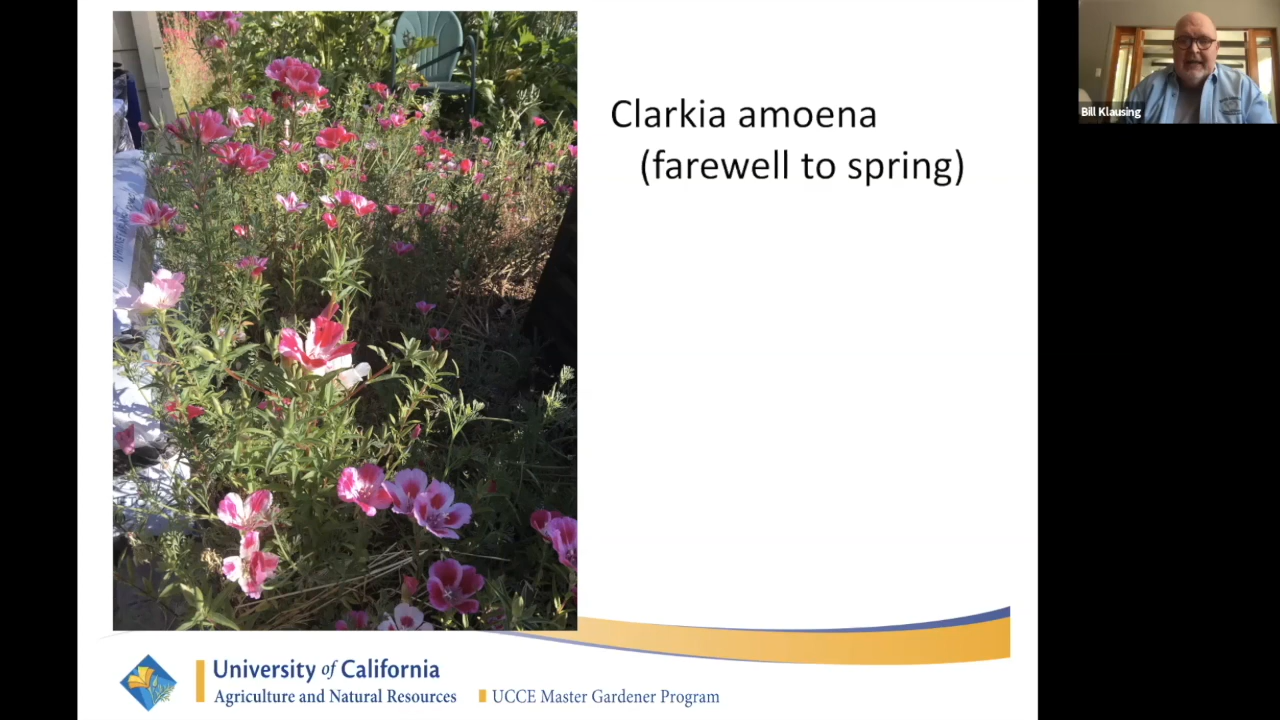 Clarkia amoena
(farewell to spring)
Bill Klausing
University of California
Agriculture and Natural Resources
UCCE Master Gardener Program